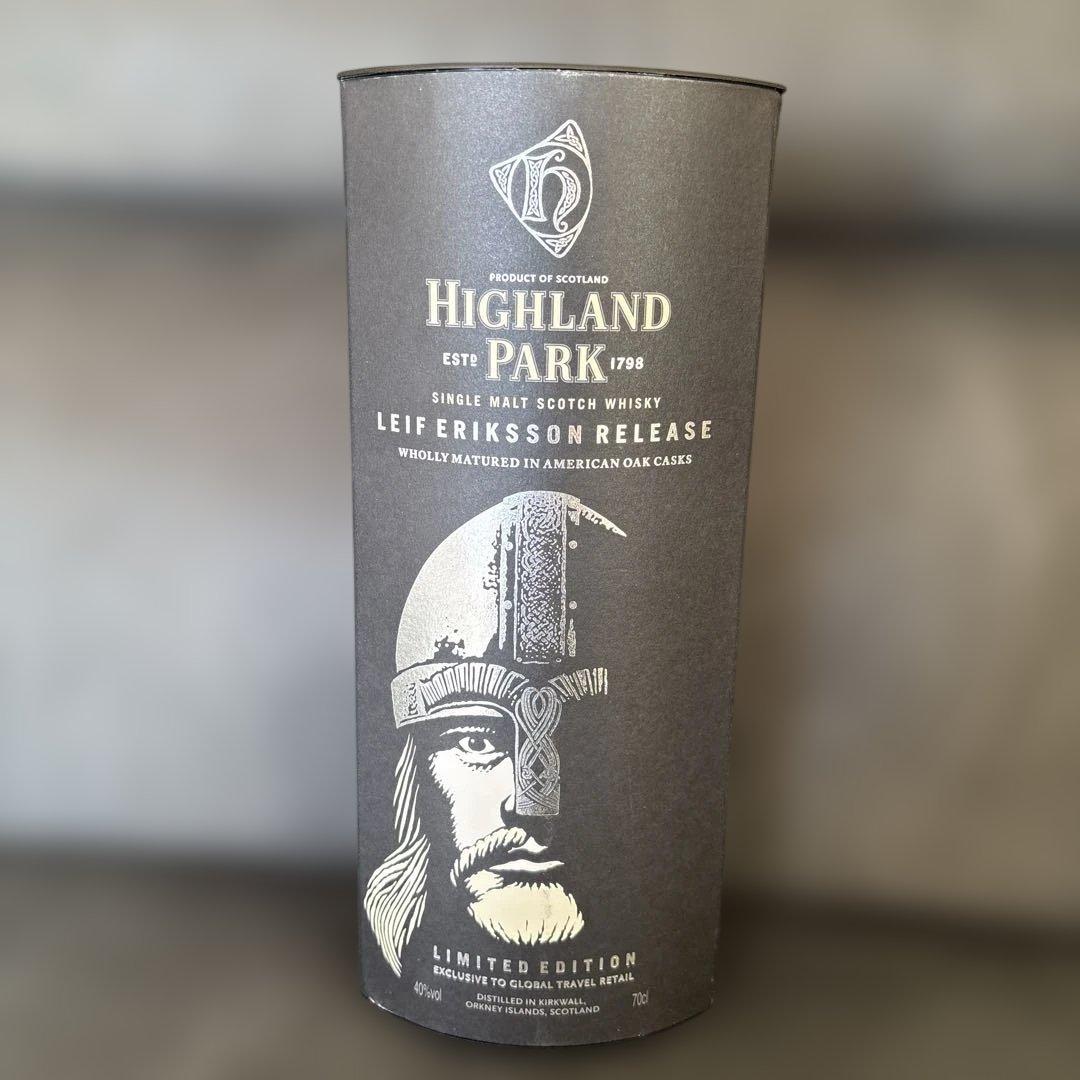 h
PRODUCT OF SCOTLAND
HIGHLAND
ESTD PARK 1798
SINGLE MALT SCOTCH WHISKY
LEIF ERIKSSON RELEASE
WHOLLY MATURED IN AMERICAN OAK CASKS
LIMITED EDITION
EXCLUSIVE TO GLOBAL TRAVEL RETAIL
40%vol DISTILLED IN KIRKWALL, 70cl
ORKNEY ISLANDS, SCOTLAND